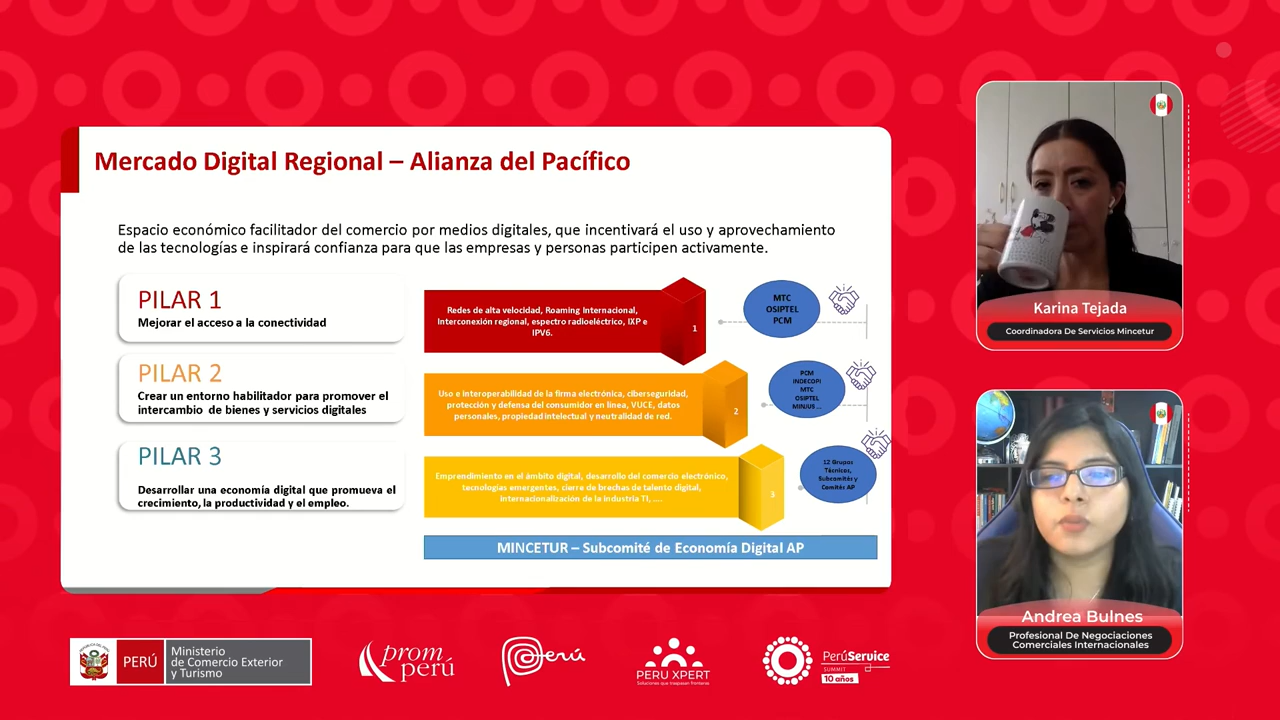 Mercado Digital Regional – Alianza del Pacífico
Espacio económico facilitador del comercio por medios digitales, que incentivará el uso y aprovechamiento
de las tecnologías e inspirará confianza para que las empresas y personas participen activamente.
PILAR 1
Mejorar el acceso a la conectividad
Redes de alta velocidad, Roaming Internacional,
Interconexión regional, espectro radioeléctrico, IXP e
IPV6.
1
MTC
OSIPTEL
PCM
PILAR 2
Crear un entorno habilitador para promover el
intercambio de bienes y servicios digitales
Uso e interoperabilidad de la firma electrónica, ciberseguridad,
protección y defensa del consumidor en línea, VUCE, datos
personales, propiedad intelectual y neutralidad de red.
2
PCM
INDECOPI
MTC
OSIPTEL
MINJUS ...
PILAR 3
Desarrollar una economía digital que promueva el
crecimiento, la productividad y el empleo.
Emprendimiento en el ámbito digital, desarrollo del comercio electrónico,
tecnologías emergentes, cierre de brechas de talento digital,
internacionalización de la industria TI, ....
3
12 Grupos
Técnicos,
Subcomités y
Comités AP
MINCETUR – Subcomité de Economía Digital AP
Karina Tejada
Coordinadora De Servicios Mincetur
Andrea Bulnes
Profesional De Negociaciones
Comerciales Internacionales
PERÚ
Ministerio
de Comercio Exterior
y Turismo
prom
perú
Perú
PERU XPERT
Soluciones que traspasan fronteras
PerúService
SUMMIT
10 años